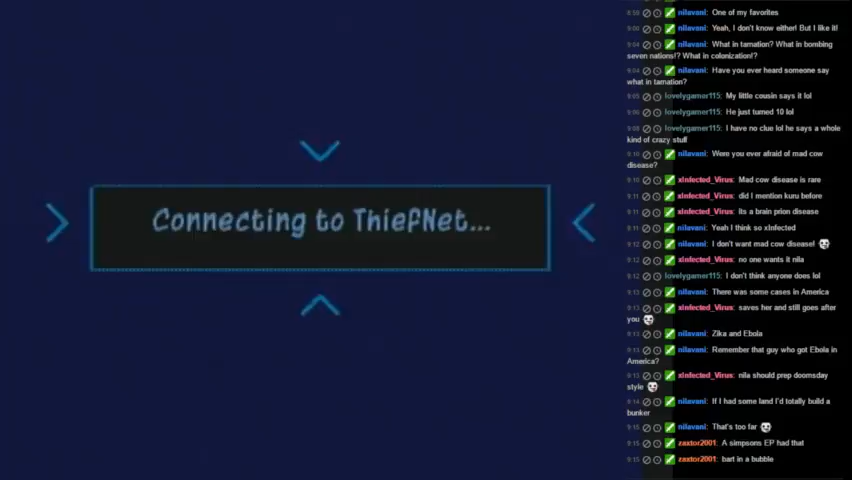 Connecting to ThiefNet...
8:59 nilavani: One of my favorites
9:00 nilavani: Yeah, I don't know either! But I like it!
9:04 nilavani: What in tarnation? What in bombing
seven nations!? What in colonization!?
9:04 nilavani: Have you ever heard someone say
what in tarnation?
9:05 lovelygamer115: My little cousin says it lol
9:06 lovelygamer115: He just turned 10 lol
9:08 lovelygamer115: I have no clue lol he says a whole
kind of crazy stuff
9:10 nilavani: Were you ever afraid of mad cow
disease?
9:10 xInfected_Virus: Mad cow disease is rare
9:11 xInfected_Virus: did I mention kuru before
9:11 xInfected_Virus: Its a brain prion disease
9:11 nilavani: Yeah I think so xInfected
9:12 nilavani: I don't want mad cow disease!
9:12 xInfected_Virus: no one wants it nila
9:12 lovelygamer115: I don't think anyone does lol
9:13 nilavani: There was some cases in America
9:13 xInfected_Virus: saves her and still goes after
you
9:13 nilavani: Zika and Ebola
9:13 nilavani: Remember that guy who got Ebola in
America?
9:13 xInfected_Virus: nila should prep doomsday
style
9:14 nilavani: If I had some land I'd totally build a
bunker
9:15 nilavani: That's too far
9:15 zaxtor2001: A simpsons EP had that
9:15 zaxtor2001: bart in a bubble